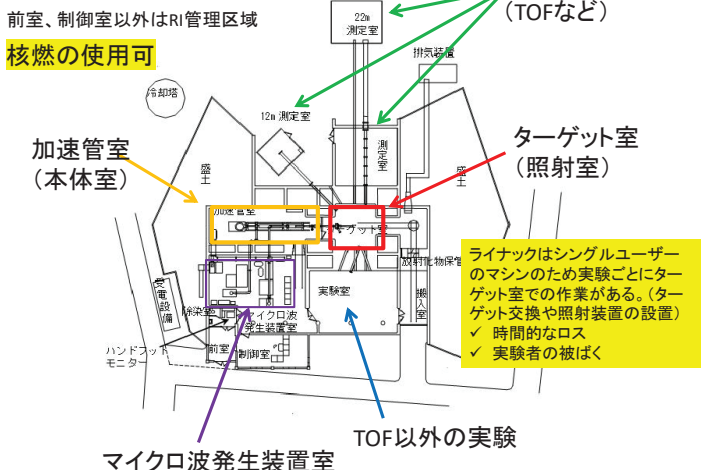 前室、制御室以外はRI管理区域
核燃の使用可
(TOFなど)
22m
測定室
排気装置
冷却塔
12m 測定室
測定室
加速管室
(本体室)
ターゲット室
(照射室)
盛土
盛土
加速管室
ターゲット室
放射化物保管
ライナックはシングルユーザー
のマシンのため実験ごとにター
ゲット室での作業がある。(ター
ゲット交換や照射装置の設置)
✓ 時間的なロス
✓ 実験者の被ばく
実験室
搬入室
受電設備
除染室
マイクロ波
発生装置室
ハンドフット
モニター
前室
制御室
TOF以外の実験
マイクロ波発生装置室